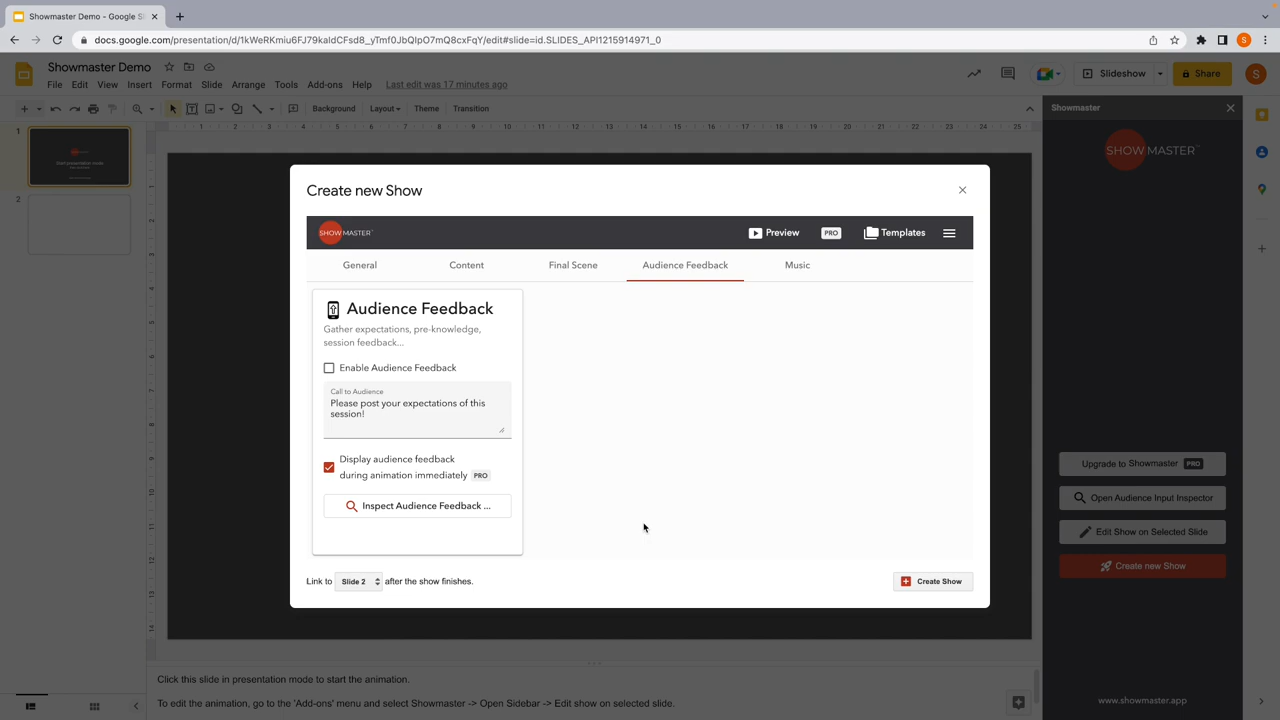 Showmaster Demo - Google Sl
docs.google.com/presentation/d/1kWeRKmiu6FJ79kaldCFsd8_yTmf0JbQIpO7mQ8cxFqY/edit#slide=id.SLIDES_API1215914971_0
S
Showmaster Demo
File Edit View Insert Format Slide Arrange Tools Add-ons Help Last edit was 17 minutes ago
Slideshow
Share
S
Background Layout Theme Transition
Showmaster
1
Start presentation mode
2
SHOWMASTER™
Create new Show
SHOWMASTER™
Preview
PRO
Templates
General
Content
Final Scene
Audience Feedback
Music
Audience Feedback
Gather expectations, pre-knowledge,
session feedback...
Enable Audience Feedback
Call to Audience
Please post your expectations of this
session!
Display audience feedback
during animation immediately PRO
Inspect Audience Feedback ...
Link to Slide 2 after the show finishes.
Create Show
Upgrade to Showmaster PRO
Open Audience Input Inspector
Edit Show on Selected Slide
Create new Show
www.showmaster.app
Click this slide in presentation mode to start the animation.
To edit the animation, go to the 'Add-ons' menu and select Showmaster -> Open Sidebar -> Edit show on selected slide.